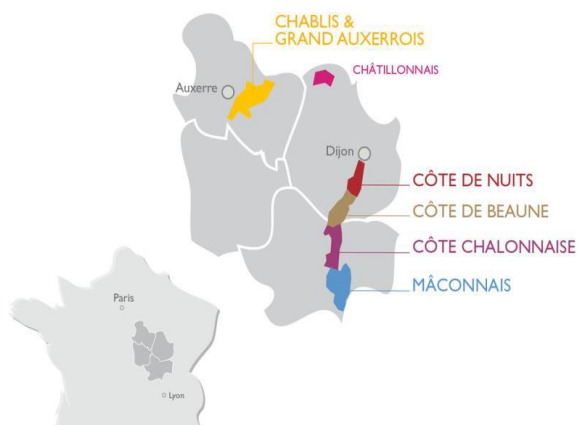 CHABLIS &
GRAND AUXERROIS
CHÂTILLONNAIS
Auxerre
Dijon
CÔTE DE NUITS
CÔTE DE BEAUNE
CÔTE CHALONNAISE
MÂCONNAIS
Paris
Lyon